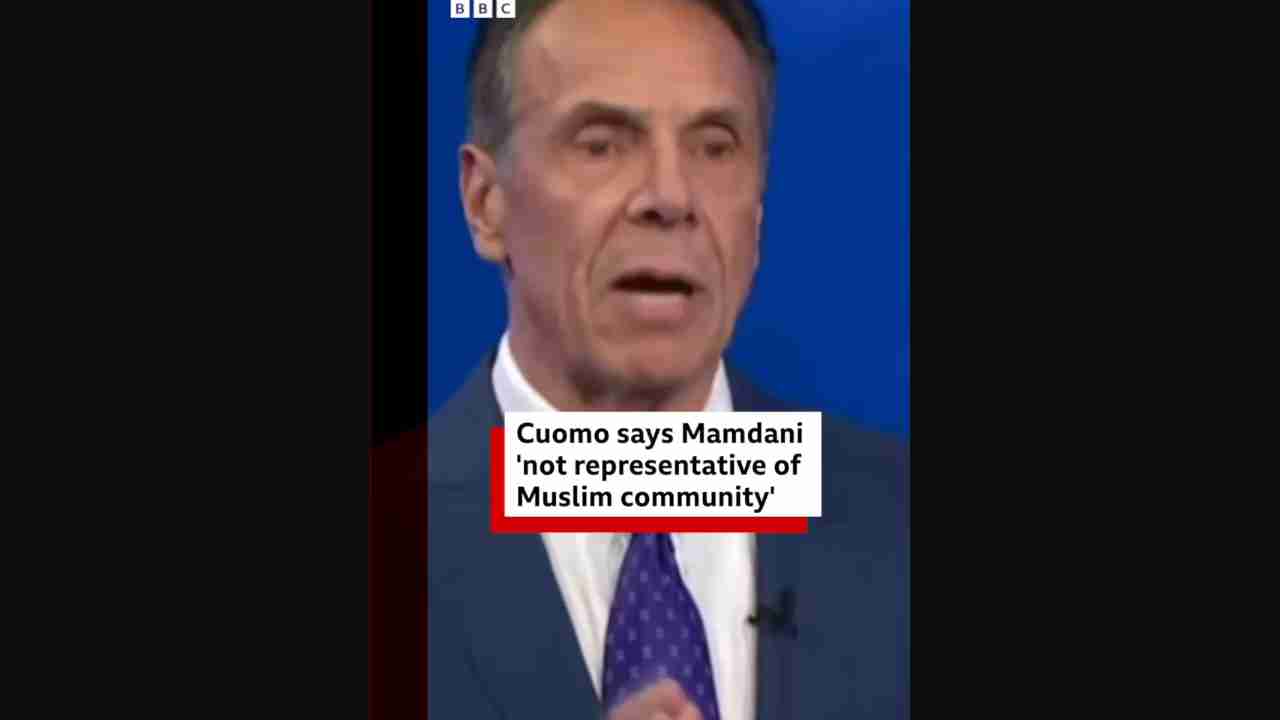 BBC
Cuomo says Mamdani
'not representative of
Muslim community'